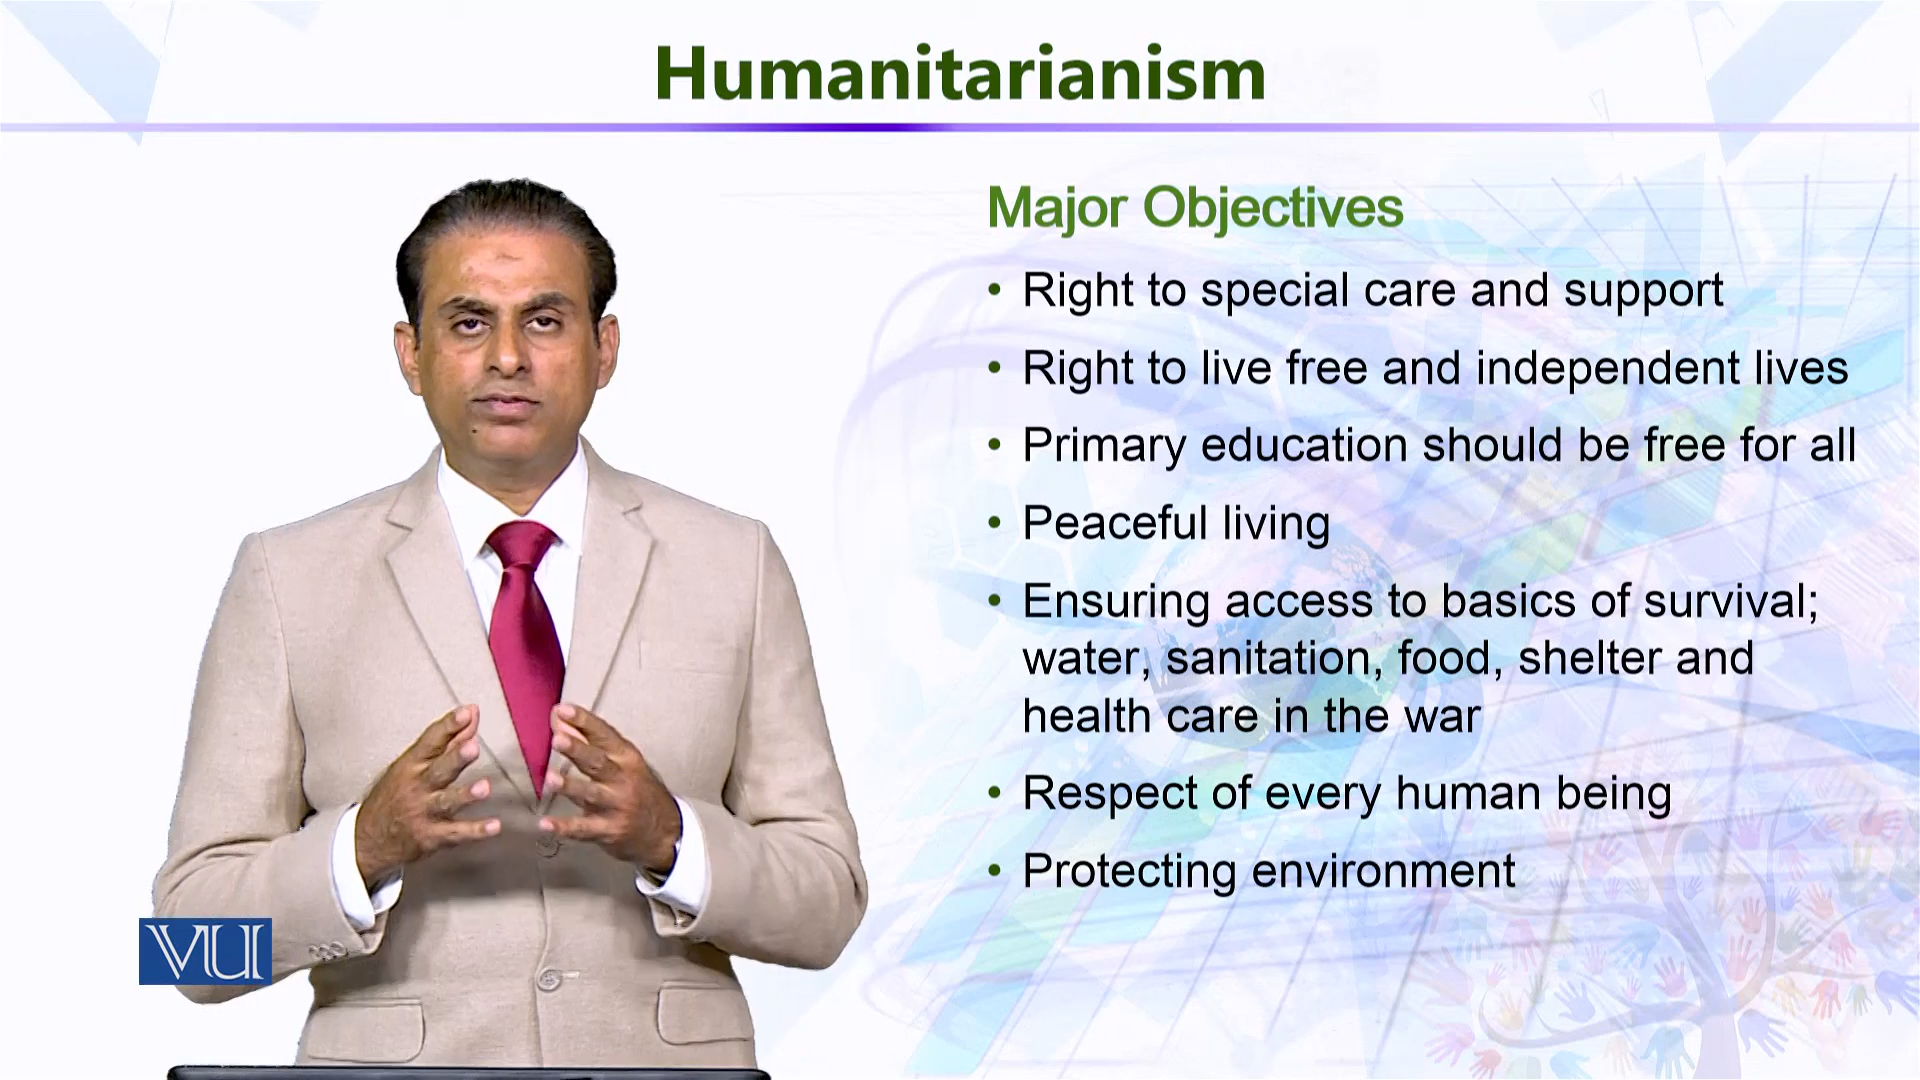 Humanitarianism
Major Objectives
• Right to special care and support
• Right to live free and independent lives
• Primary education should be free for all
• Peaceful living
• Ensuring access to basics of survival;
water, sanitation, food, shelter and
health care in the war
• Respect of every human being
• Protecting environment
VU